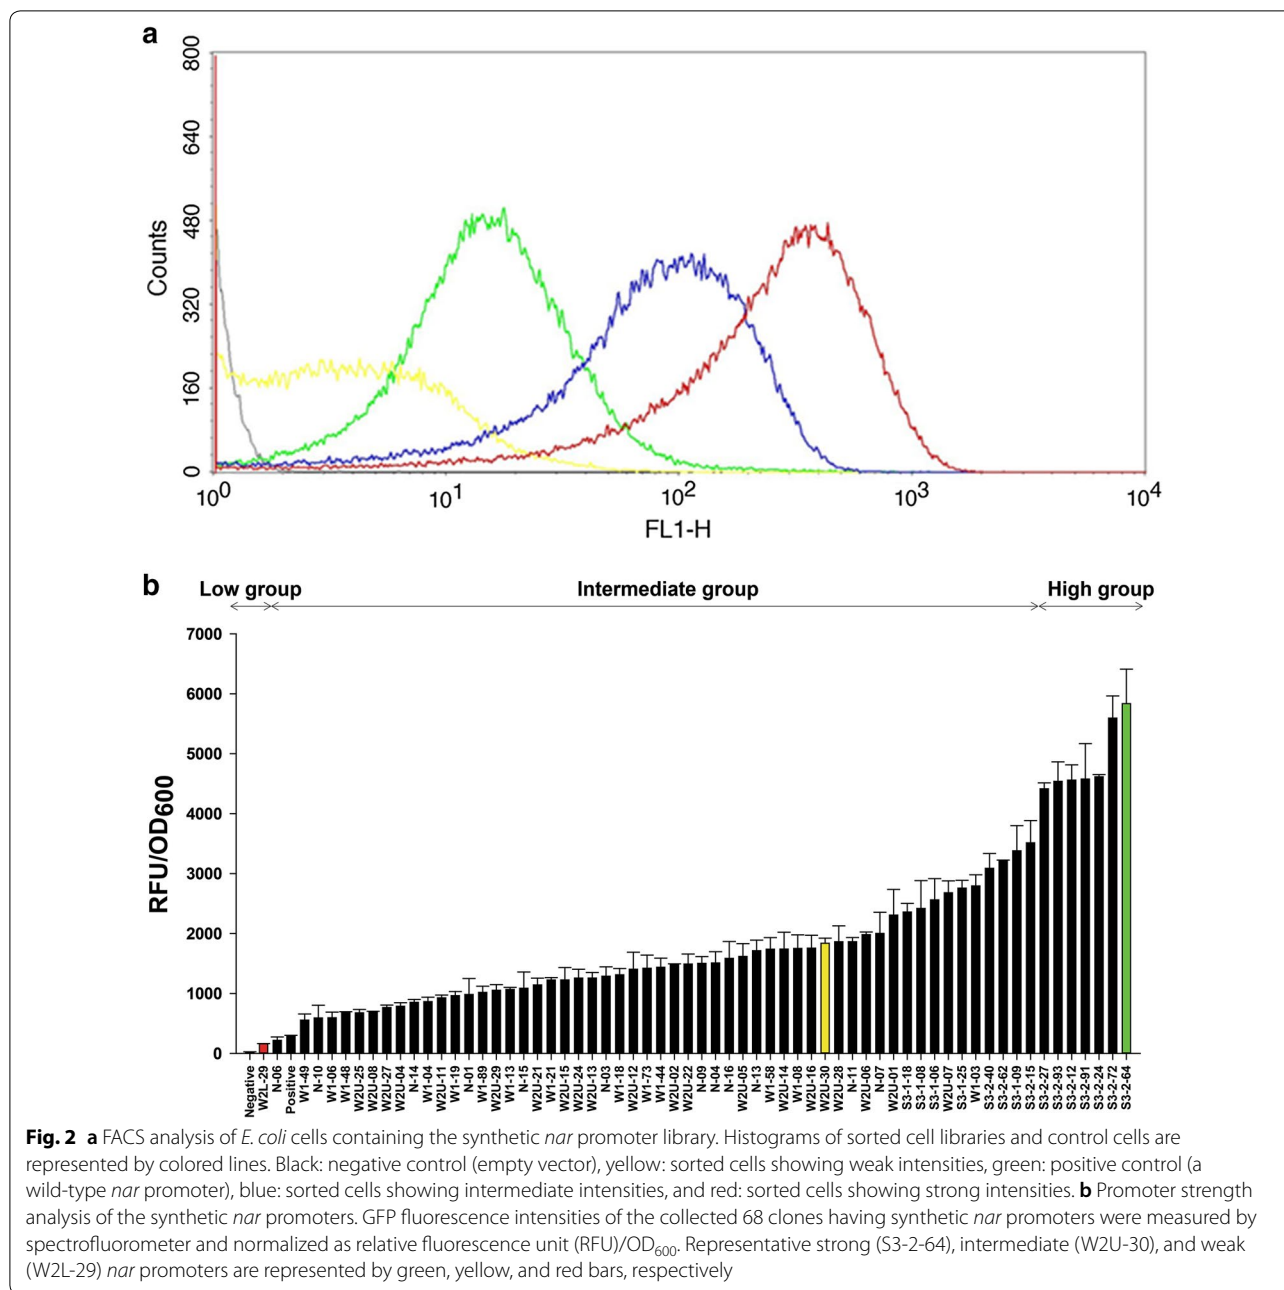 a
800
640
480
320
160
0
Counts
10⁰ 10¹ 10² 10³ 10⁴
FL1-H
b
Low group Intermediate group High group
7000
6000
5000
4000
3000
2000
1000
0
RFU/OD600
Negative
W2L-29
N-06
Positive
W1-49
N-10
W1-06
W1-48
W2U-25
W2U-08
W2U-27
W2U-04
N-14
W1-04
W2U-11
W1-19
N-01
W1-89
W2U-29
W1-13
N-15
W2U-21
W1-21
W2U-15
W2U-24
W2U-13
N-03
W1-18
W2U-12
W1-73
W1-44
W2U-02
W2U-22
N-09
N-04
N-16
W2U-05
N-13
W1-58
W2U-14
W1-08
W2U-16
W2U-30
W2U-28
N-11
W2U-06
N-07
W2U-01
S3-1-18
S3-1-08
S3-1-06
W2U-07
S3-1-25
W1-03
S3-2-40
S3-2-62
S3-1-09
S3-2-15
S3-2-27
S3-2-93
S3-2-12
S3-2-91
S3-2-24
S3-2-72
S3-2-64
Fig. 2 a FACS analysis of E. coli cells containing the synthetic nar promoter library. Histograms of sorted cell libraries and control cells are
represented by colored lines. Black: negative control (empty vector), yellow: sorted cells showing weak intensities, green: positive control (a
wild-type nar promoter), blue: sorted cells showing intermediate intensities, and red: sorted cells showing strong intensities. b Promoter strength
analysis of the synthetic nar promoters. GFP fluorescence intensities of the collected 68 clones having synthetic nar promoters were measured by
spectrofluorometer and normalized as relative fluorescence unit (RFU)/OD₆₀₀. Representative strong (S3-2-64), intermediate (W2U-30), and weak
(W2L-29) nar promoters are represented by green, yellow, and red bars, respectively